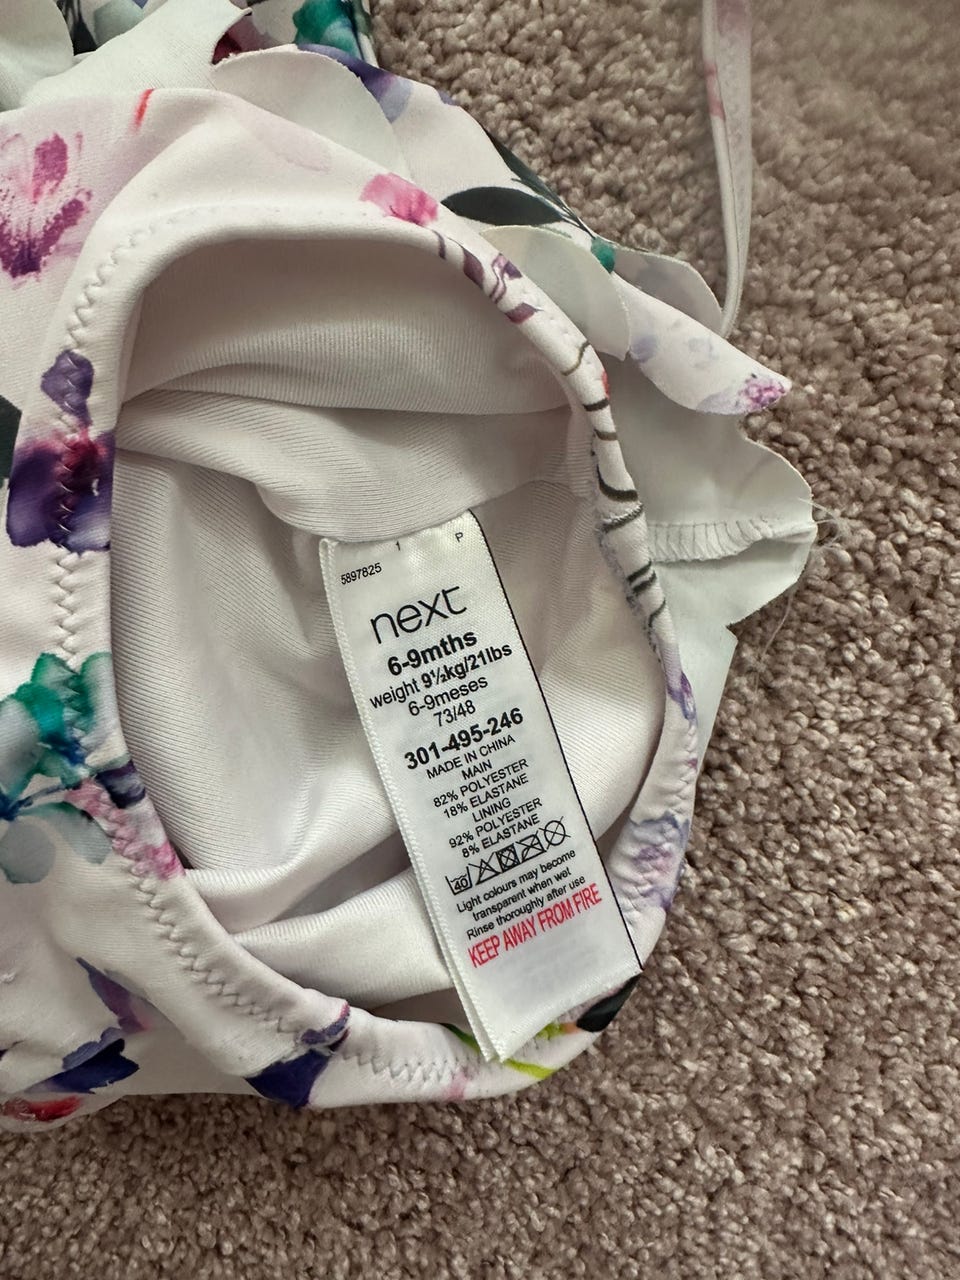 1 P
5897825
next
6-9mths
weight 9½kg/21lbs
6-9meses
73/48
301-495-246
MADE IN CHINA
MAIN
82% POLYESTER
18% ELASTANE
LINING
92% POLYESTER
8% ELASTANE
40
Light colours may become
transparent when wet
Rinse thoroughly after use
KEEP AWAY FROM FIRE